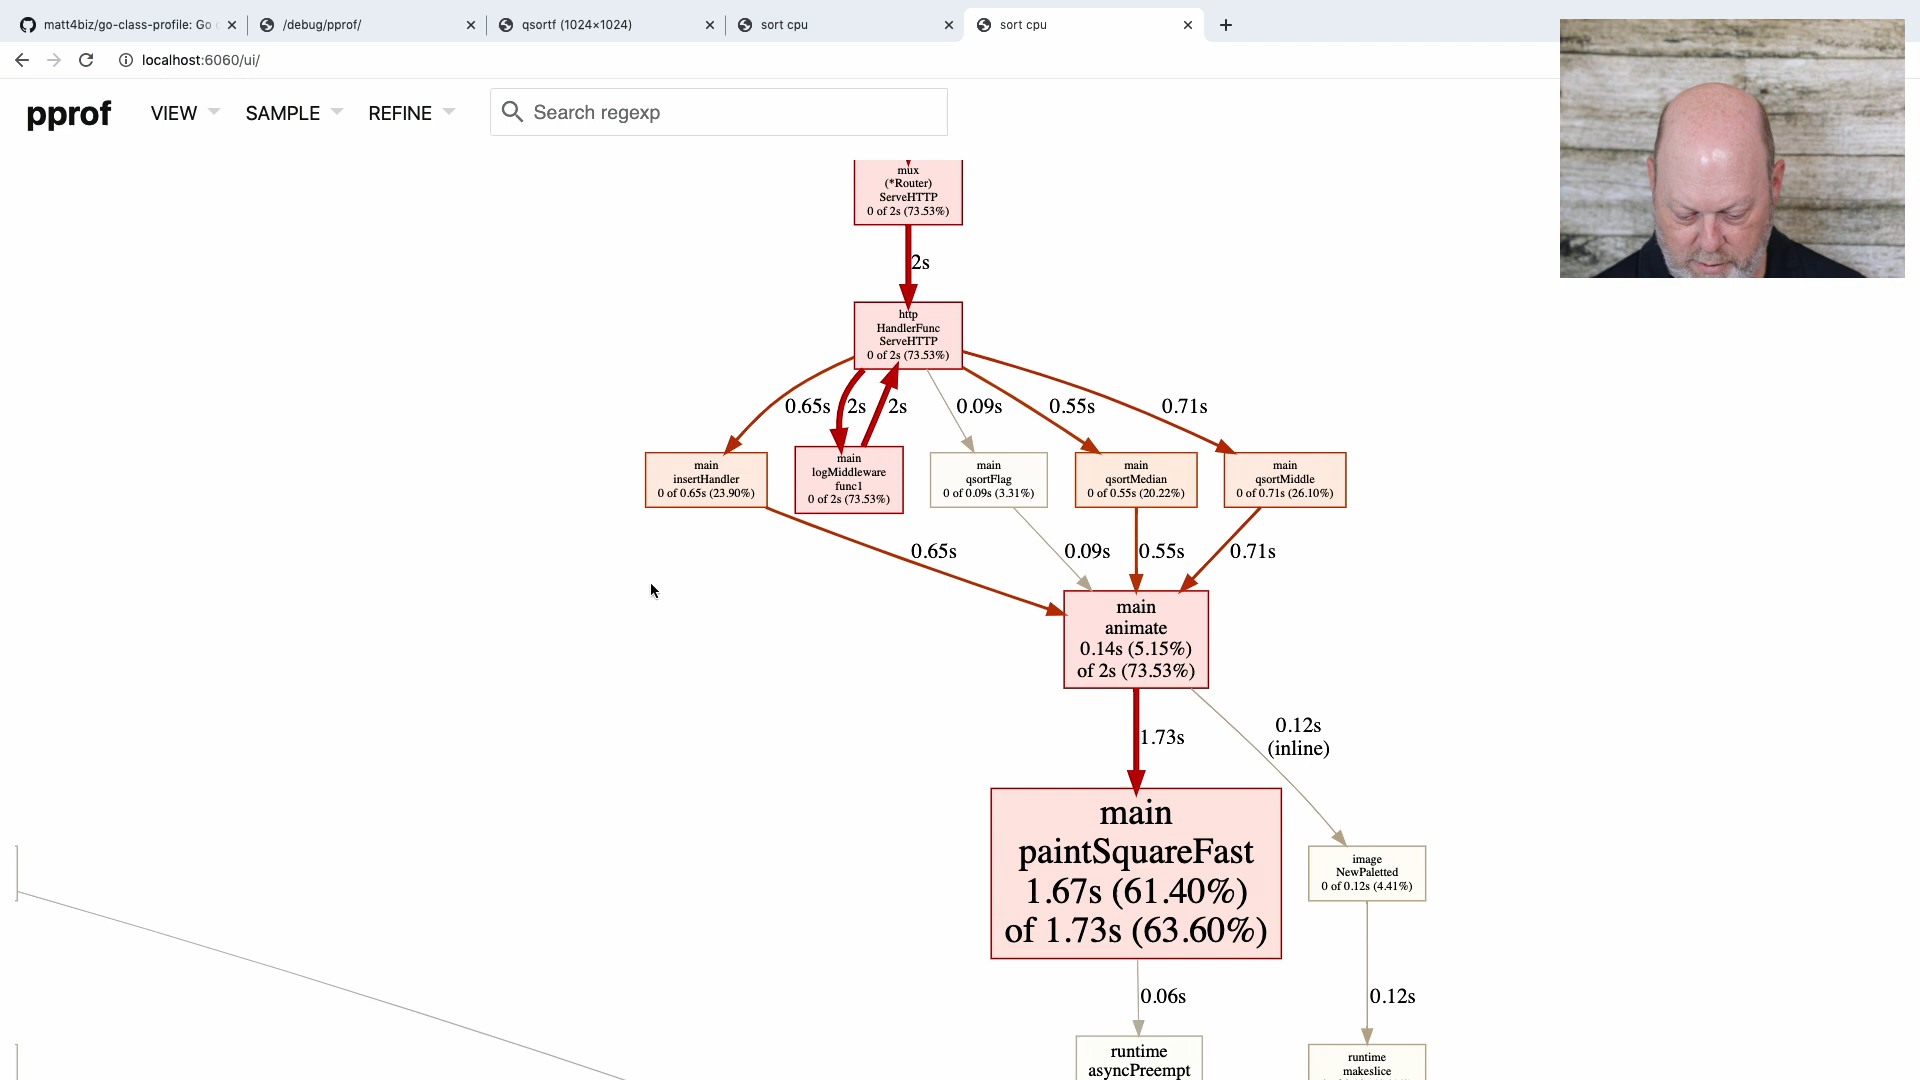 matt4biz/go-class-profile: Go
/debug/pprof/
qsortf (1024×1024)
sort cpu
sort cpu
localhost:6060/ui/
pprof
VIEW
SAMPLE
REFINE
Search regexp
mux
(*Router)
ServeHTTP
0 of 2s (73.53%)
2s
http
HandlerFunc
ServeHTTP
0 of 2s (73.53%)
0.65s
2s
2s
0.09s
0.55s
0.71s
main
insertHandler
0 of 0.65s (23.90%)
main
logMiddleware
func1
0 of 2s (73.53%)
main
qsortFlag
0 of 0.09s (3.31%)
main
qsortMedian
0 of 0.55s (20.22%)
main
qsortMiddle
0 of 0.71s (26.10%)
0.65s
0.09s
0.55s
0.71s
main
animate
0.14s (5.15%)
of 2s (73.53%)
1.73s
0.12s
(inline)
main
paintSquareFast
1.67s (61.40%)
of 1.73s (63.60%)
image
NewPaletted
0 of 0.12s (4.41%)
0.06s
0.12s
runtime
asyncPreempt
runtime
makeslice